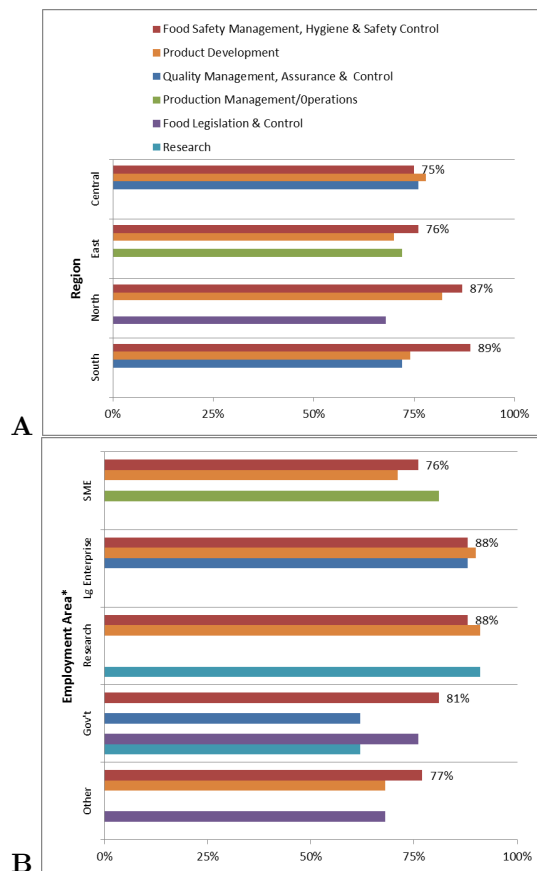 Food Safety Management, Hygiene & Safety Control
Product Development
Quality Management, Assurance & Control
Production Management/Operations
Food Legislation & Control
Research
Region
Central
75%
East
76%
North
87%
South
89%
0% 25% 50% 75% 100%
A
Employment Area*
SME
76%
Lg Enterprise
88%
Research
88%
Gov't
81%
Other
77%
0% 25% 50% 75% 100%
B